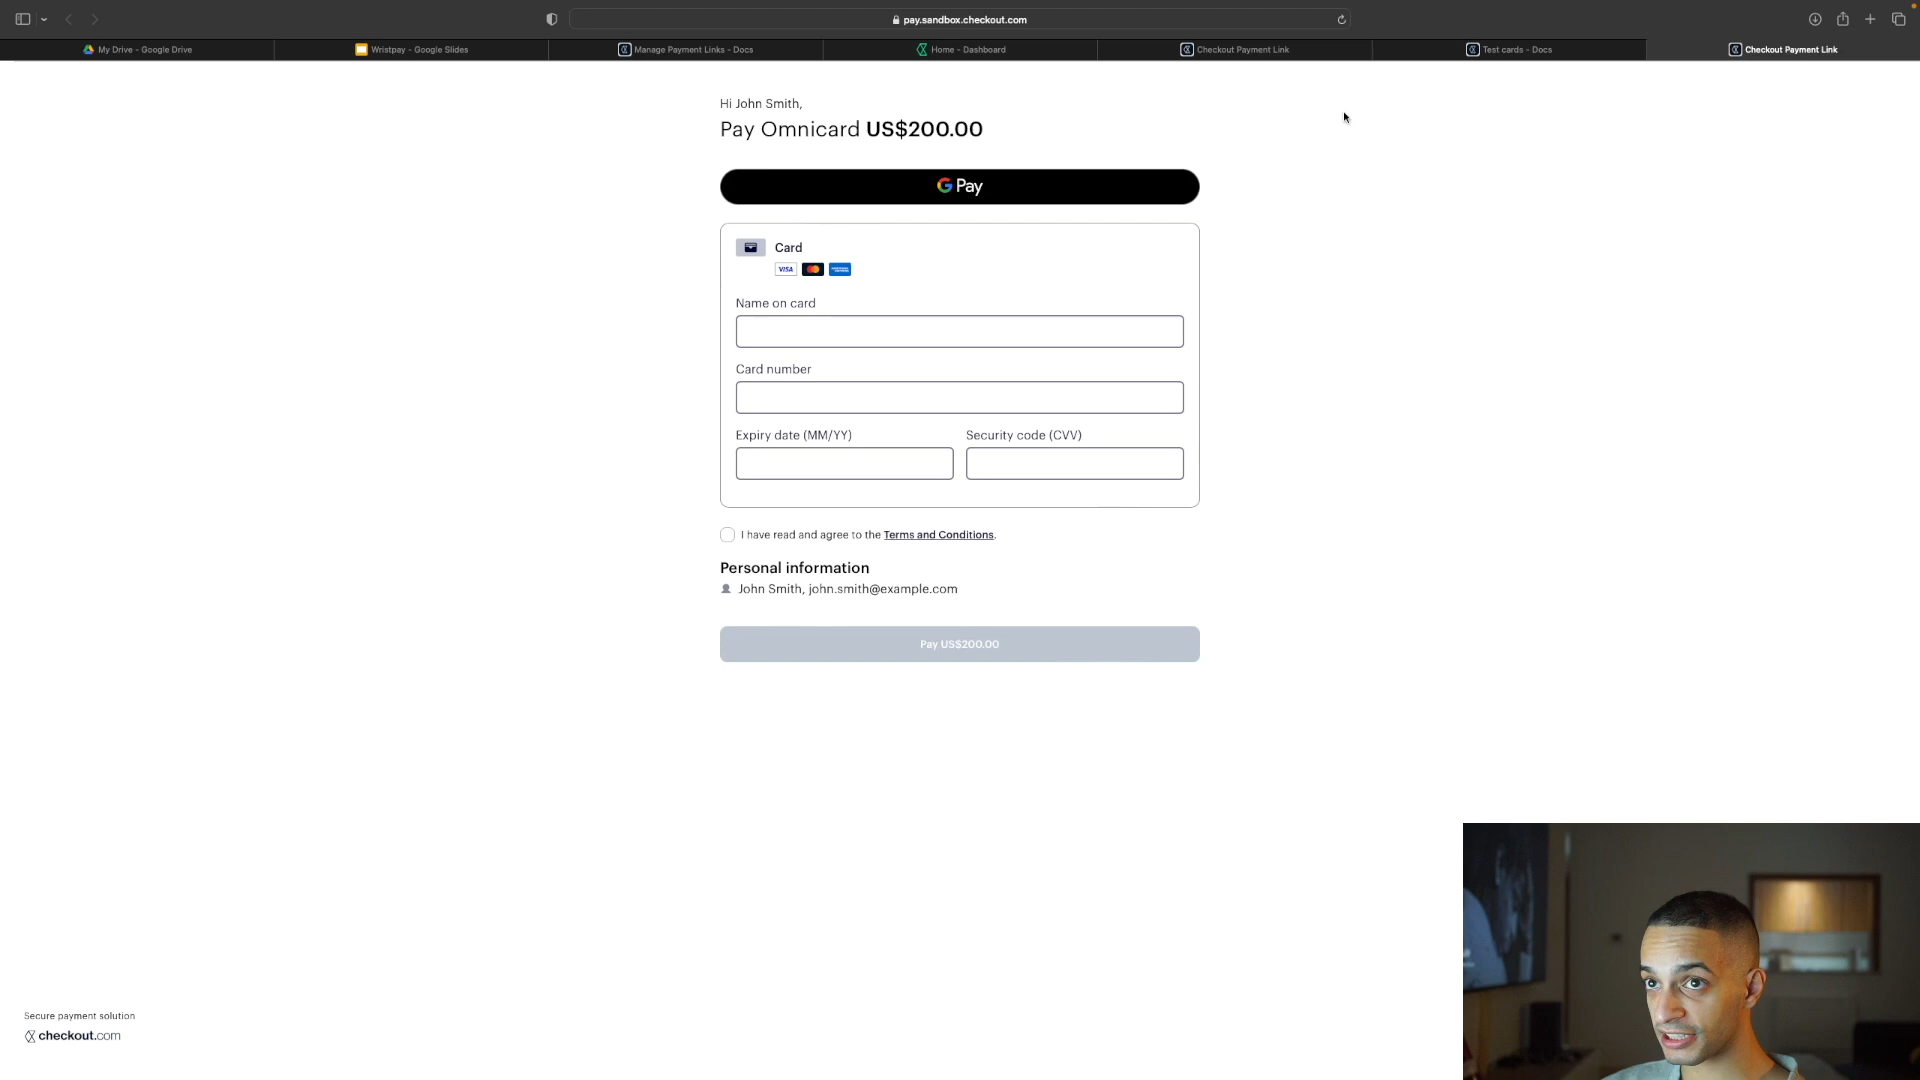 pay.sandbox.checkout.com
My Drive - Google Drive
Wristpay - Google Slides
Manage Payment Links - Docs
Home - Dashboard
Checkout Payment Link
Test cards - Docs
Checkout Payment Link
Hi John Smith,
Pay Omnicard US$200.00
G Pay
Card
VISA
Name on card
Card number
Expiry date (MM/YY)
Security code (CVV)
I have read and agree to the Terms and Conditions.
Personal information
John Smith, john.smith@example.com
Pay US$200.00
Secure payment solution
checkout.com